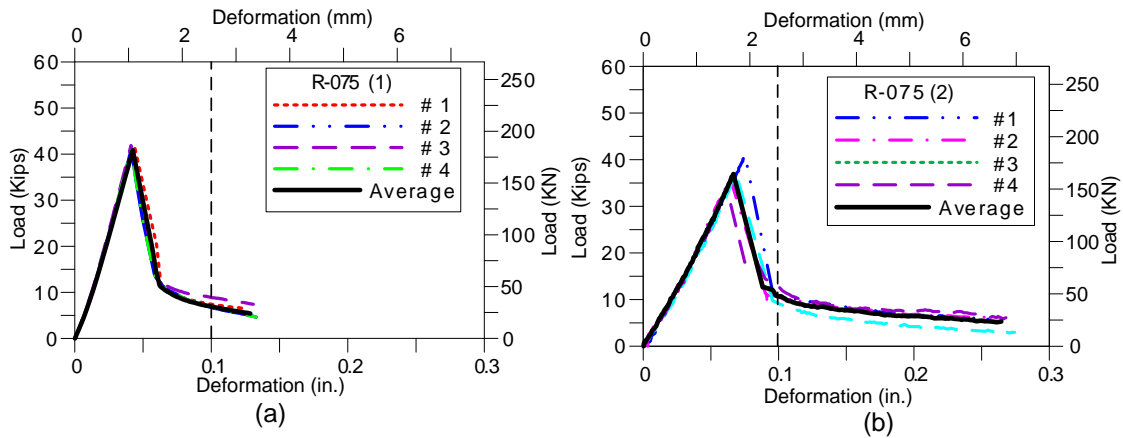 Deformation (mm)
0 2 4 6
60
50
40
30
20
10
0
Load (Kips)
R-075 (1)
# 1
# 2
# 3
# 4
Average
250
200
150
100
50
0
Load (KN)
0 0.1 0.2 0.3
Deformation (in.)
(a)
Deformation (mm)
0 2 4 6
60
50
40
30
20
10
0
Load (Kips)
R-075 (2)
#1
#2
#3
#4
Average
250
200
150
100
50
0
Load (KN)
0 0.1 0.2 0.3
Deformation (in.)
(b)